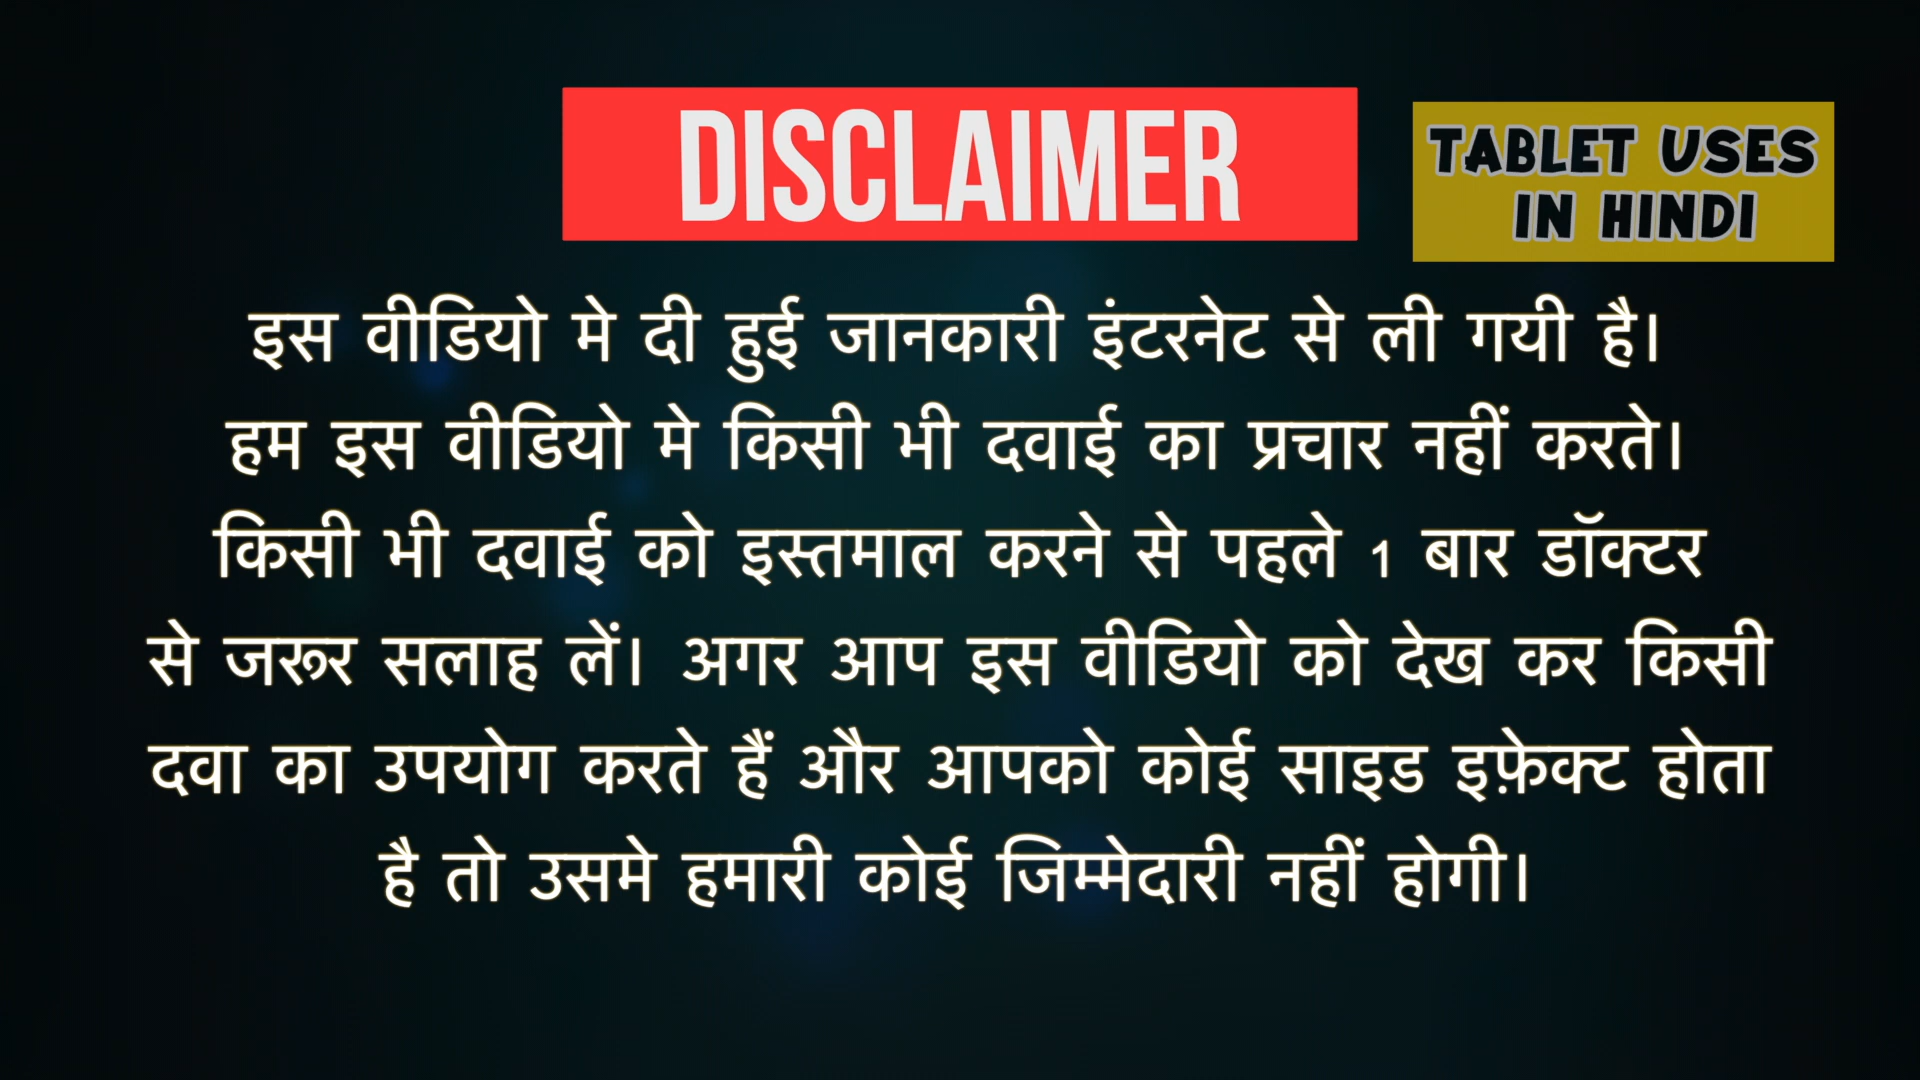 DISCLAIMER
TABLET USES
IN HINDI
इस वीडियो मे दी हुई जानकारी इंटरनेट से ली गयी है।
हम इस वीडियो मे किसी भी दवाई का प्रचार नहीं करते।
किसी भी दवाई को इस्तमाल करने से पहले 1 बार डॉक्टर
से जरूर सलाह लें। अगर आप इस वीडियो को देख कर किसी
दवा का उपयोग करते हैं और आपको कोई साइड इफ़ेक्ट होता
है तो उसमे हमारी कोई जिम्मेदारी नहीं होगी।